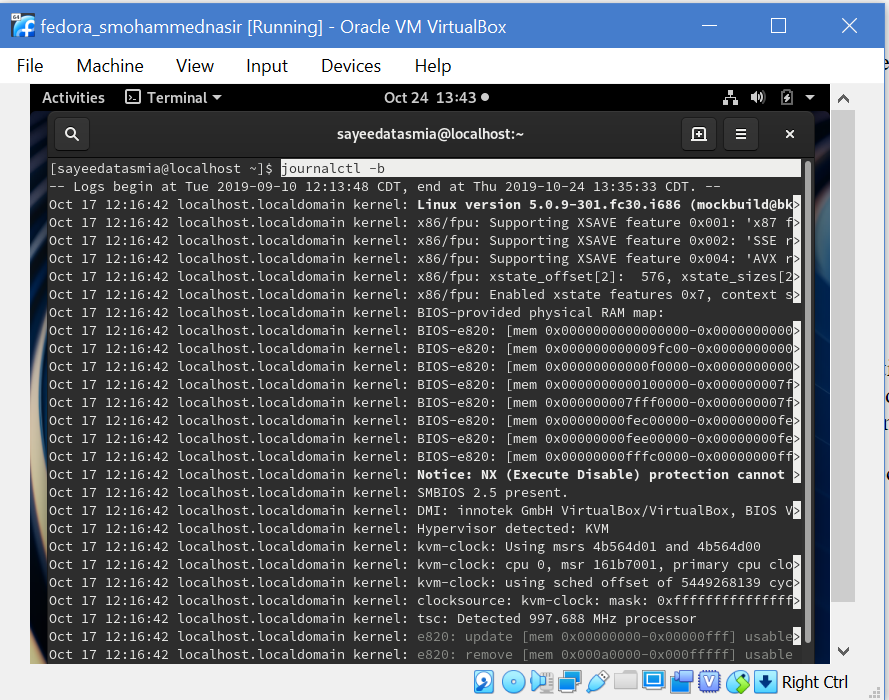 fedora_smohammednasir [Running] - Oracle VM VirtualBox
File Machine View Input Devices Help
Activities Terminal Oct 24 13:43
sayeedatasmia@localhost:~
[sayeedatasmia@localhost ~]$ journalctl -b
-- Logs begin at Tue 2019-09-10 12:13:48 CDT, end at Thu 2019-10-24 13:35:33 CDT. --
Oct 17 12:16:42 localhost.localdomain kernel: Linux version 5.0.9-301.fc30.i686 (mockbuild@bk>
Oct 17 12:16:42 localhost.localdomain kernel: x86/fpu: Supporting XSAVE feature 0x001: 'x87 f>
Oct 17 12:16:42 localhost.localdomain kernel: x86/fpu: Supporting XSAVE feature 0x002: 'SSE r>
Oct 17 12:16:42 localhost.localdomain kernel: x86/fpu: Supporting XSAVE feature 0x004: 'AVX r>
Oct 17 12:16:42 localhost.localdomain kernel: x86/fpu: xstate_offset[2]:  576, xstate_sizes[2>
Oct 17 12:16:42 localhost.localdomain kernel: x86/fpu: Enabled xstate features 0x7, context s>
Oct 17 12:16:42 localhost.localdomain kernel: BIOS-provided physical RAM map:
Oct 17 12:16:42 localhost.localdomain kernel: BIOS-e820: [mem 0x0000000000000000-0x0000000000>
Oct 17 12:16:42 localhost.localdomain kernel: BIOS-e820: [mem 0x000000000009fc00-0x0000000000>
Oct 17 12:16:42 localhost.localdomain kernel: BIOS-e820: [mem 0x00000000000f0000-0x0000000000>
Oct 17 12:16:42 localhost.localdomain kernel: BIOS-e820: [mem 0x0000000000100000-0x000000007f>
Oct 17 12:16:42 localhost.localdomain kernel: BIOS-e820: [mem 0x000000007fff0000-0x000000007f>
Oct 17 12:16:42 localhost.localdomain kernel: BIOS-e820: [mem 0x00000000fec00000-0x00000000fe>
Oct 17 12:16:42 localhost.localdomain kernel: BIOS-e820: [mem 0x00000000fee00000-0x00000000fe>
Oct 17 12:16:42 localhost.localdomain kernel: BIOS-e820: [mem 0x00000000fffc0000-0x00000000ff>
Oct 17 12:16:42 localhost.localdomain kernel: Notice: NX (Execute Disable) protection cannot >
Oct 17 12:16:42 localhost.localdomain kernel: SMBIOS 2.5 present.
Oct 17 12:16:42 localhost.localdomain kernel: DMI: innotek GmbH VirtualBox/VirtualBox, BIOS V>
Oct 17 12:16:42 localhost.localdomain kernel: Hypervisor detected: KVM
Oct 17 12:16:42 localhost.localdomain kernel: kvm-clock: Using msrs 4b564d01 and 4b564d00
Oct 17 12:16:42 localhost.localdomain kernel: kvm-clock: cpu 0, msr 161b7001, primary cpu clo>
Oct 17 12:16:42 localhost.localdomain kernel: kvm-clock: using sched offset of 5449268139 cyc>
Oct 17 12:16:42 localhost.localdomain kernel: clocksource: kvm-clock: mask: 0xfffffffffffffff>
Oct 17 12:16:42 localhost.localdomain kernel: tsc: Detected 997.688 MHz processor
Oct 17 12:16:42 localhost.localdomain kernel: e820: update [mem 0x00000000-0x00000fff] usable>
Oct 17 12:16:42 localhost.localdomain kernel: e820: remove [mem 0x000a0000-0x000fffff] usable
Right Ctrl